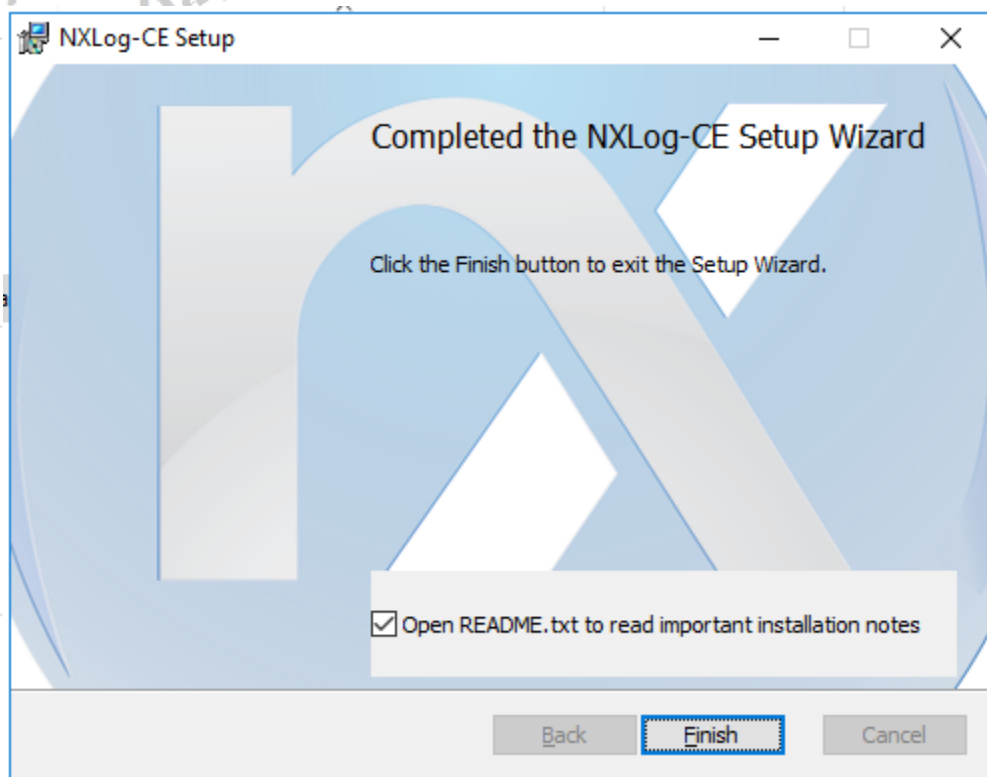 NXLog-CE Setup
Completed the NXLog-CE Setup Wizard
Click the Finish button to exit the Setup Wizard.
Open README.txt to read important installation notes
Back Finish Cancel